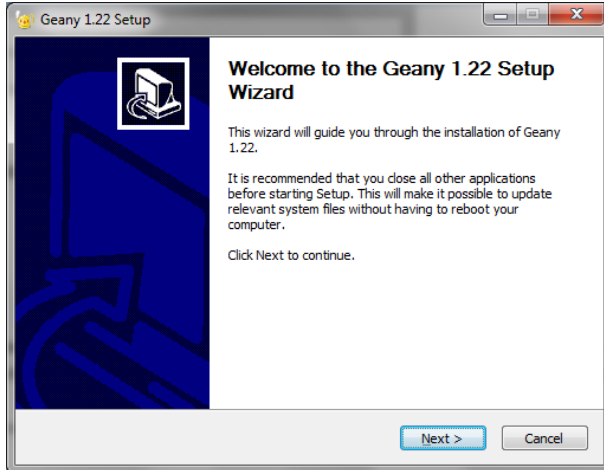 Geany 1.22 Setup
Welcome to the Geany 1.22 Setup
Wizard
This wizard will guide you through the installation of Geany
1.22.
It is recommended that you close all other applications
before starting Setup. This will make it possible to update
relevant system files without having to reboot your
computer.
Click Next to continue.
Next >
Cancel